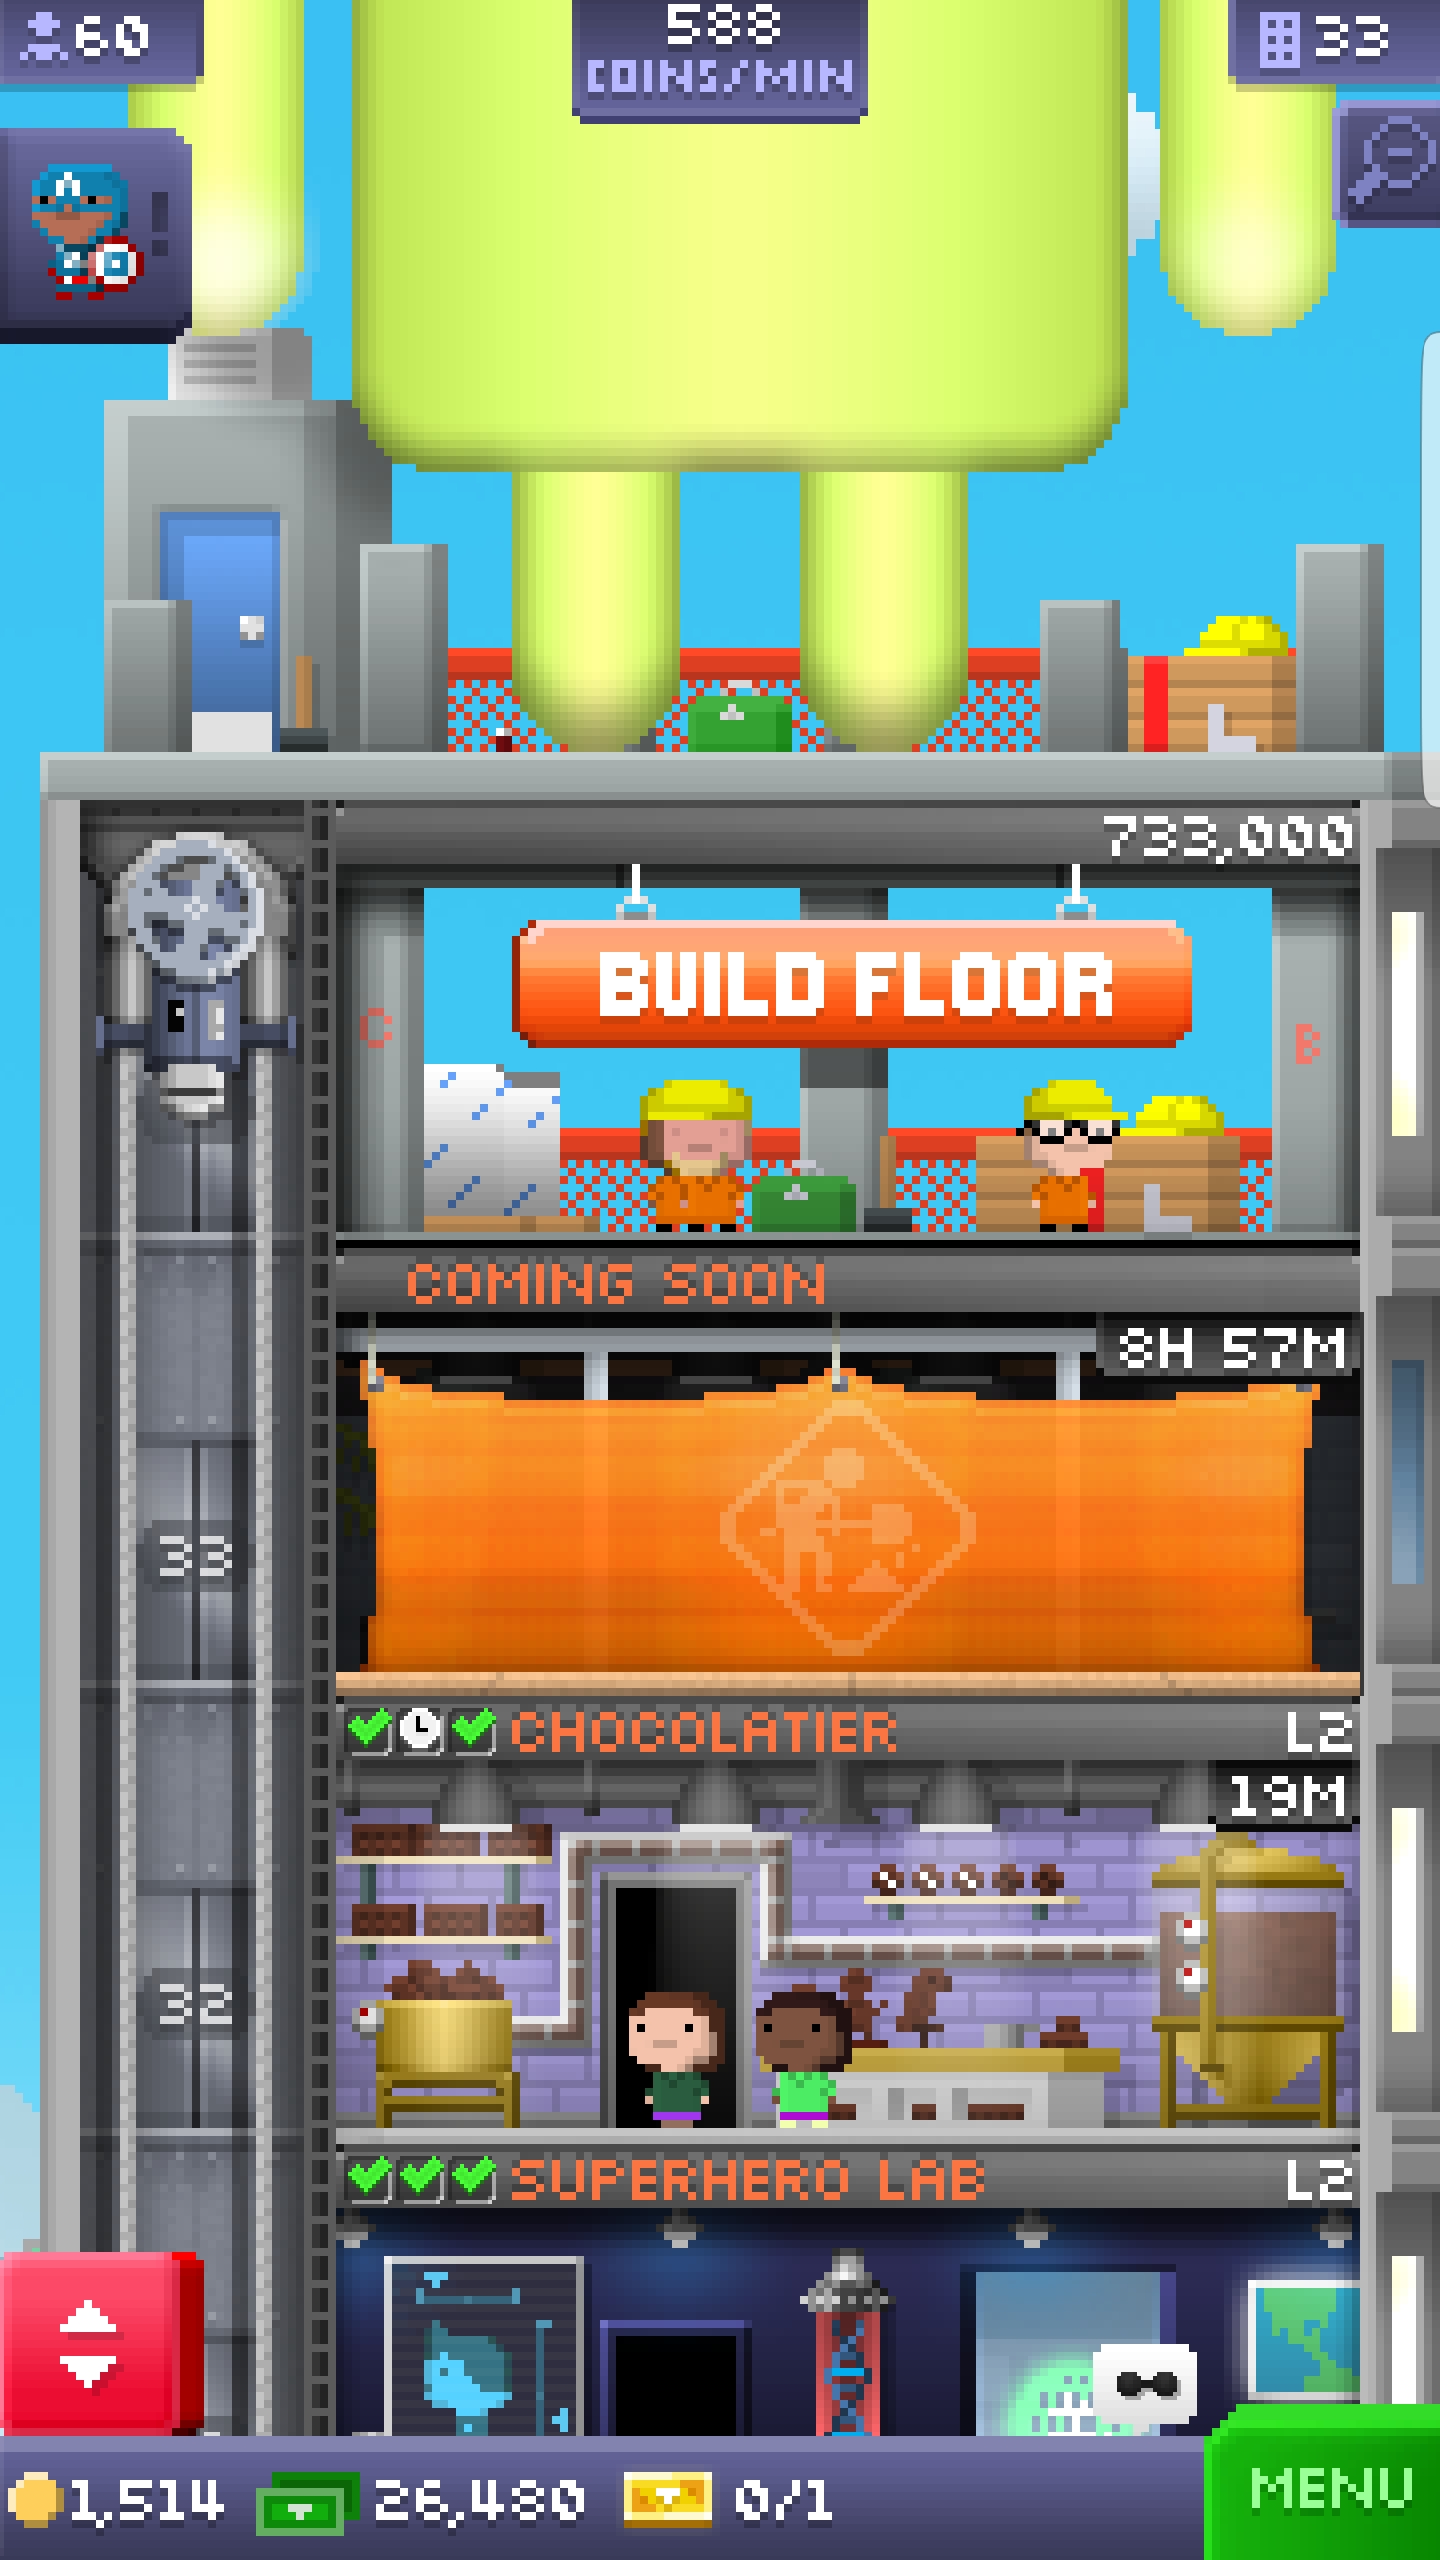 60
588
COINS/MIN
33
733,000
BUILD FLOOR
C
B
COMING SOON
8H 57M
33
CHOCOLATIER
L2
19M
32
SUPERHERO LAB
L2
1,514
26,480
0/1
MENU